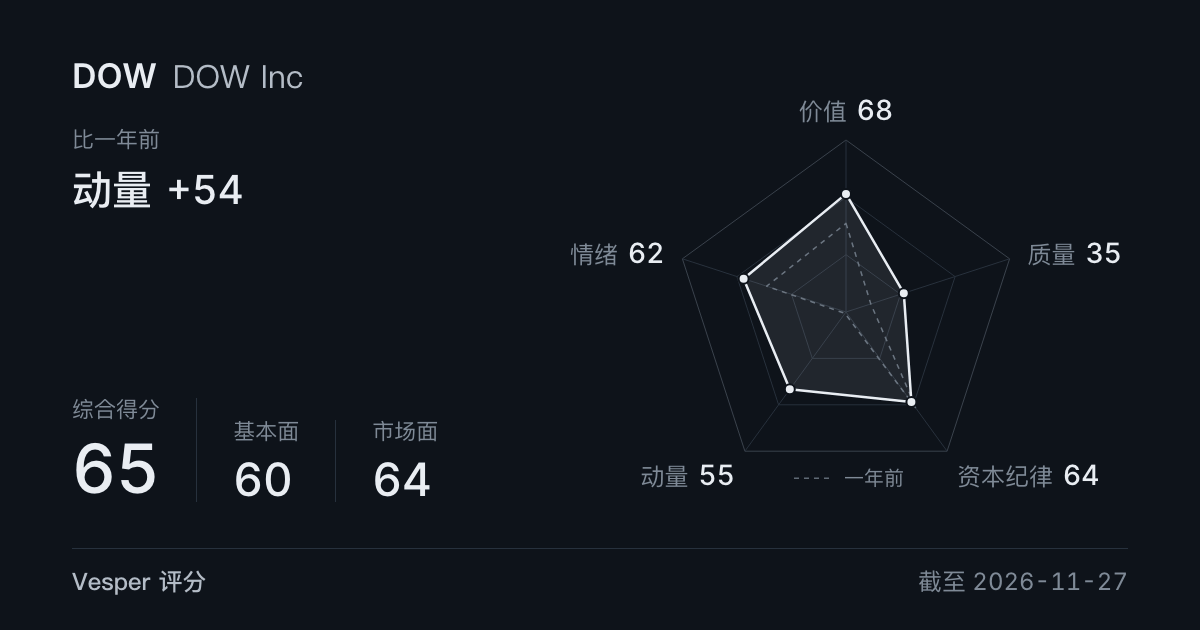 DOW DOW Inc
比一年前
动量 +54
综合得分
65
基本面
60
市场面
64
价值 68
情绪 62
质量 35
动量 55
---- 一年前
资本纪律 64
Vesper 评分
截至 2026-11-27